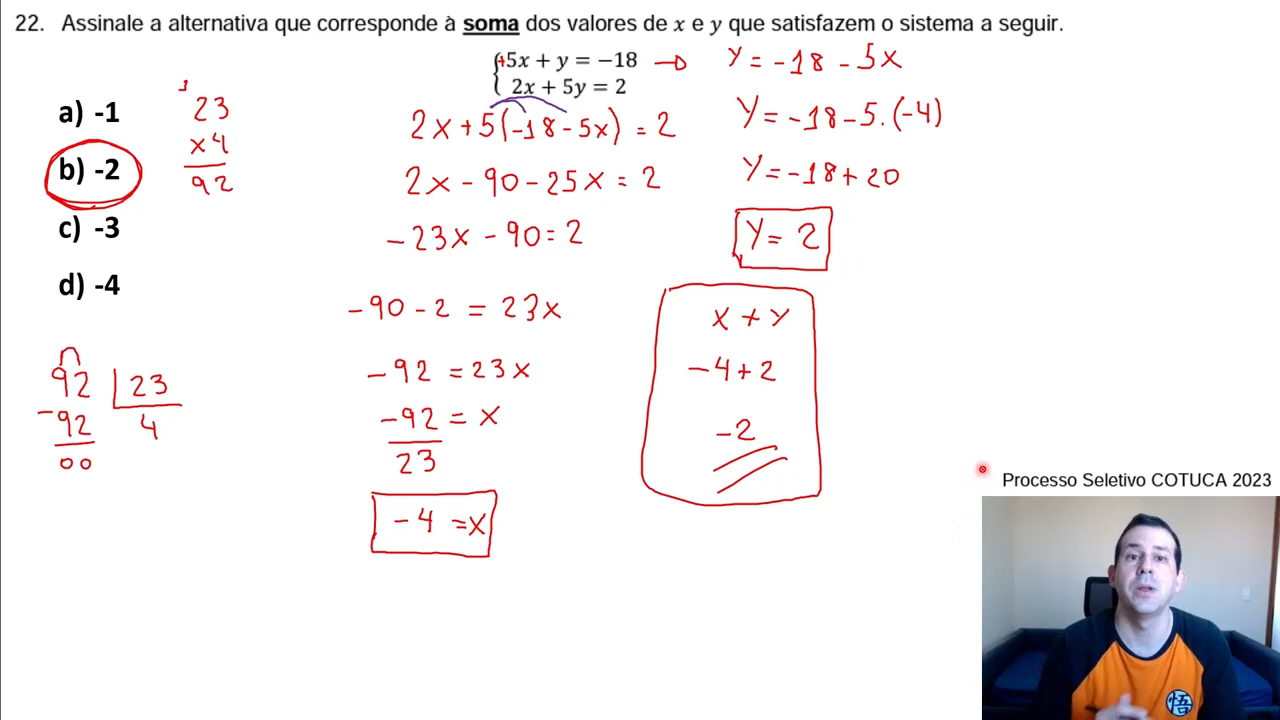 22. Assinale a alternativa que corresponde à soma dos valores de x e y que satisfazem o sistema a seguir.
+5x + y = −18
2x + 5y = 2
Y = -18 - 5X
a) -1
b) -2
c) -3
d) -4
1
23
x4
92
2X + 5(-18 - 5X) = 2
2X - 90 - 25X = 2
-23X - 90 = 2
-90 - 2 = 23X
-92 = 23X
-92 = X
23
-4 = X
Y = -18 - 5.(-4)
Y = -18 + 20
Y = 2
X + Y
-4 + 2
-2
92 23
-92 4
00
Processo Seletivo COTUCA 2023
悟